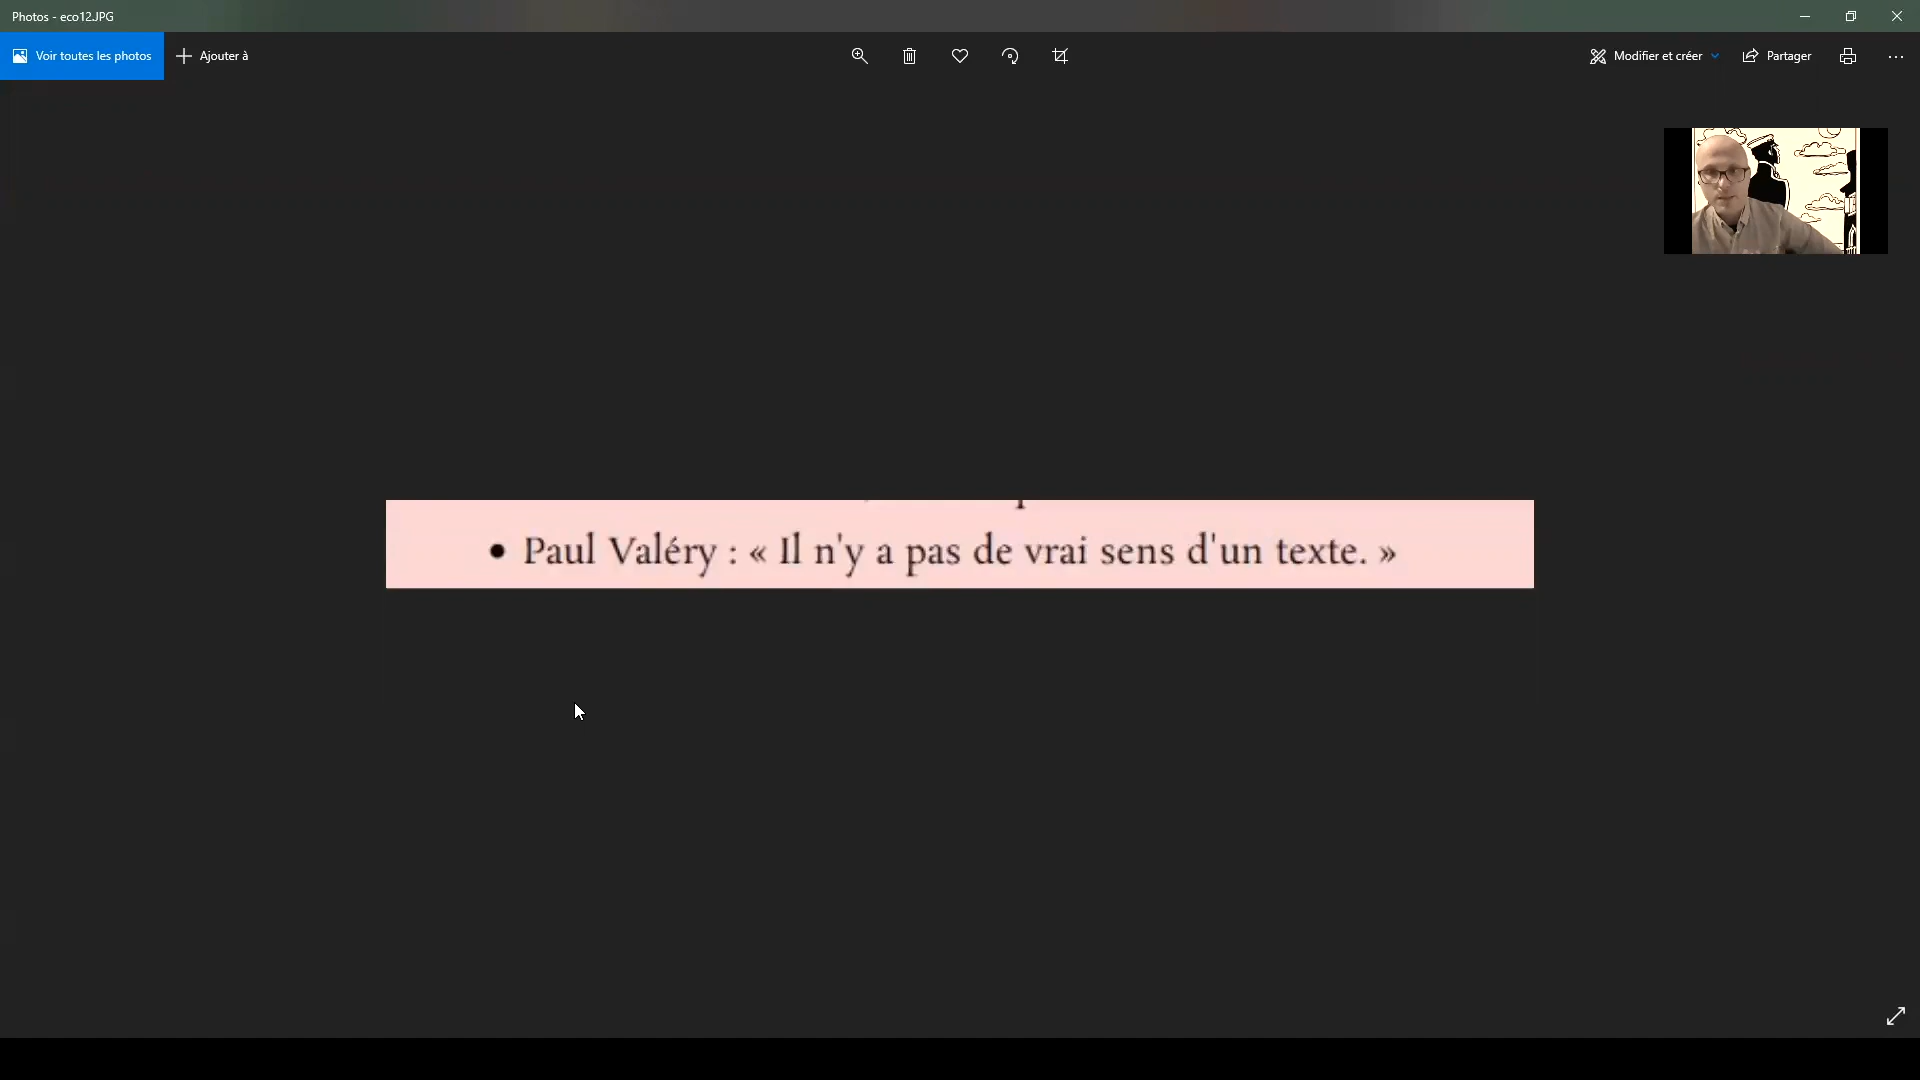 Photos - eco12.JPG
Voir toutes les photos
Ajouter à
Modifier et créer
Partager
• Paul Valéry : « Il n'y a pas de vrai sens d'un texte. »